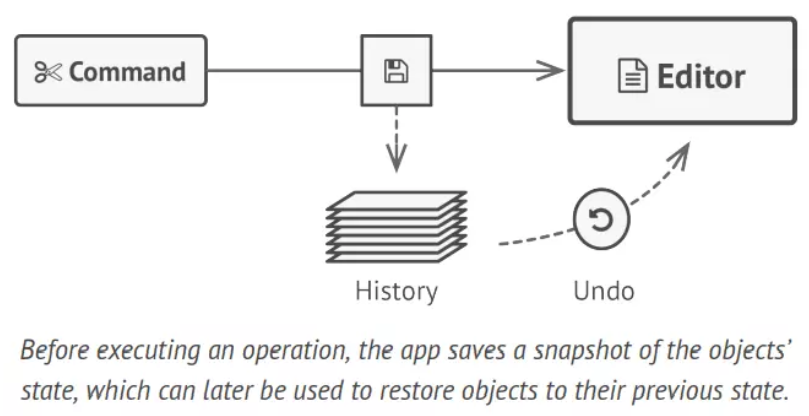 Command
Editor
History
Undo
Before executing an operation, the app saves a snapshot of the objects’
state, which can later be used to restore objects to their previous state.